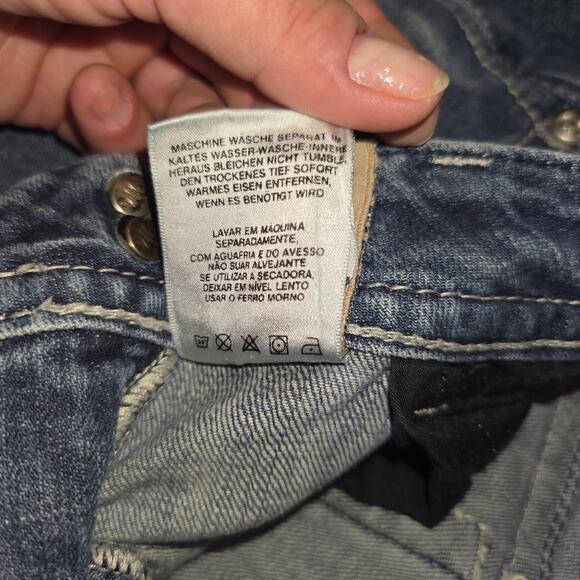 MASCHINE WÄSCHE SEPARAT IM
KALTES WASSER-WASCHE-INNERE
HERAUS BLEICHEN NICHT TUMBLE.
DEN TROCKENES TIEF SOFORT
WARMES EISEN ENTFERNEN,
WENN ES BENÖTIGT WIRD
LAVAR EM MÁQUINA
SEPARADAMENTE,
COM AGUAFRIA E DO AVESSO
NÃO SUAR ALVEJANTE
SE UTILIZAR A SECADORA,
DEIXAR EM NÍVEL LENTO
USAR O FERRO MORNO